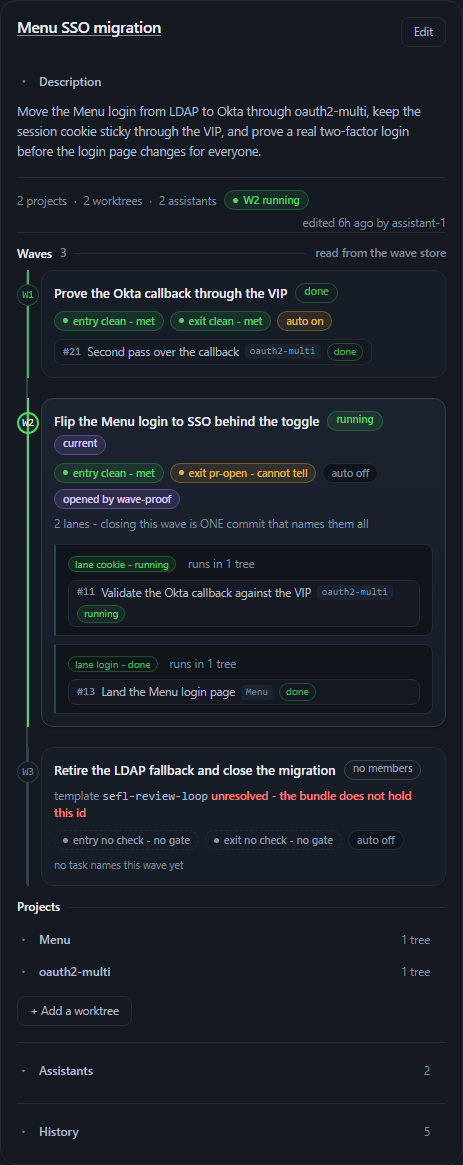 Menu SSO migration
Edit
Description
Move the Menu login from LDAP to Okta through oauth2-multi, keep the
session cookie sticky through the VIP, and prove a real two-factor login
before the login page changes for everyone.
2 projects · 2 worktrees · 2 assistants W2 running
edited 6h ago by assistant-1
Waves 3 read from the wave store
W1
Prove the Okta callback through the VIP done
entry clean - met exit clean - met auto on
#21 Second pass over the callback oauth2-multi done
W2
Flip the Menu login to SSO behind the toggle running
current
entry clean - met exit pr-open - cannot tell auto off
opened by wave-proof
2 lanes - closing this wave is ONE commit that names them all
lane cookie - running runs in 1 tree
#11 Validate the Okta callback against the VIP oauth2-multi
running
lane login - done runs in 1 tree
#13 Land the Menu login page Menu done
W3
Retire the LDAP fallback and close the migration no members
template sefl-review-loop unresolved - the bundle does not hold
this id
entry no check - no gate exit no check - no gate auto off
no task names this wave yet
Projects
Menu 1 tree
oauth2-multi 1 tree
+ Add a worktree
Assistants 2
History 5